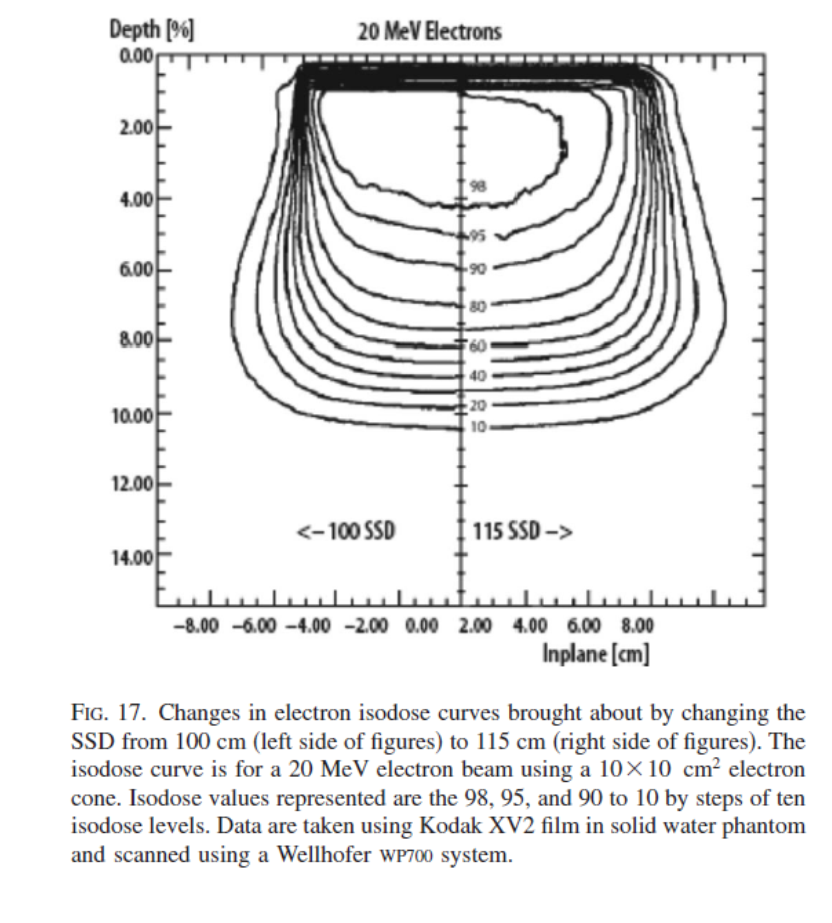 Depth [%]
20 MeV Electrons
0.00
2.00
4.00
6.00
8.00
10.00
12.00
14.00
98
95
90
80
60
40
20
10
<– 100 SSD
115 SSD –>
–8.00 –6.00 –4.00 –2.00 0.00 2.00 4.00 6.00 8.00
Inplane [cm]
FIG. 17. Changes in electron isodose curves brought about by changing the
SSD from 100 cm (left side of figures) to 115 cm (right side of figures). The
isodose curve is for a 20 MeV electron beam using a 10×10 cm² electron
cone. Isodose values represented are the 98, 95, and 90 to 10 by steps of ten
isodose levels. Data are taken using Kodak XV2 film in solid water phantom
and scanned using a Wellhofer WP700 system.